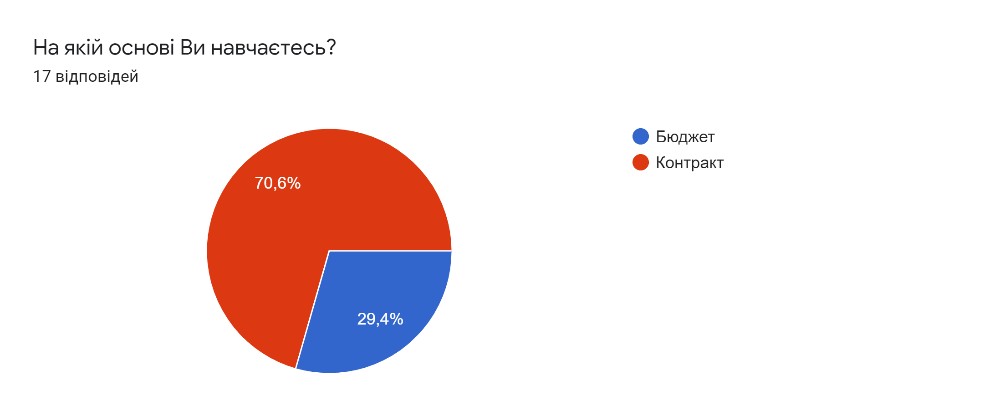 На якій основі Ви навчаєтесь?
17 відповідей
Бюджет
Контракт
70,6%
29,4%